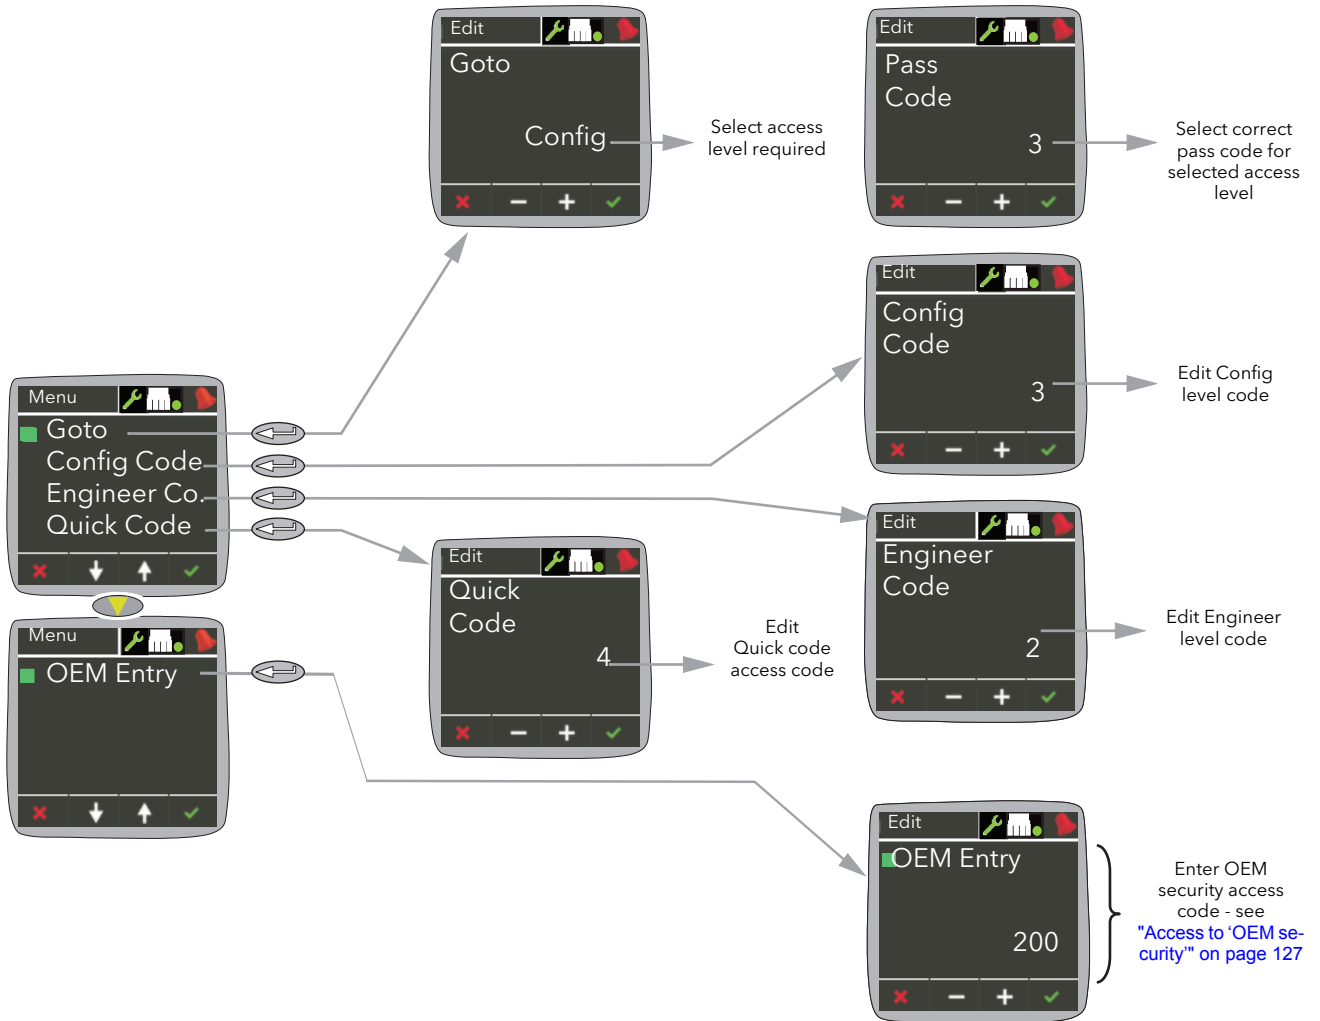 Edit
Goto
Config
Select access
level required
Edit
Pass
Code
3
Select correct
pass code for
selected access
level
Edit
Config
Code
3
Edit Config
level code
Menu
Goto
Config Code
Engineer Co.
Quick Code
Edit
Quick
Code
4
Edit
Quick code
access code
Edit
Engineer
Code
2
Edit Engineer
level code
Menu
OEM Entry
Edit
OEM Entry
200
Enter OEM
security access
code - see
"Access to ‘OEM se-
curity’" on page 127